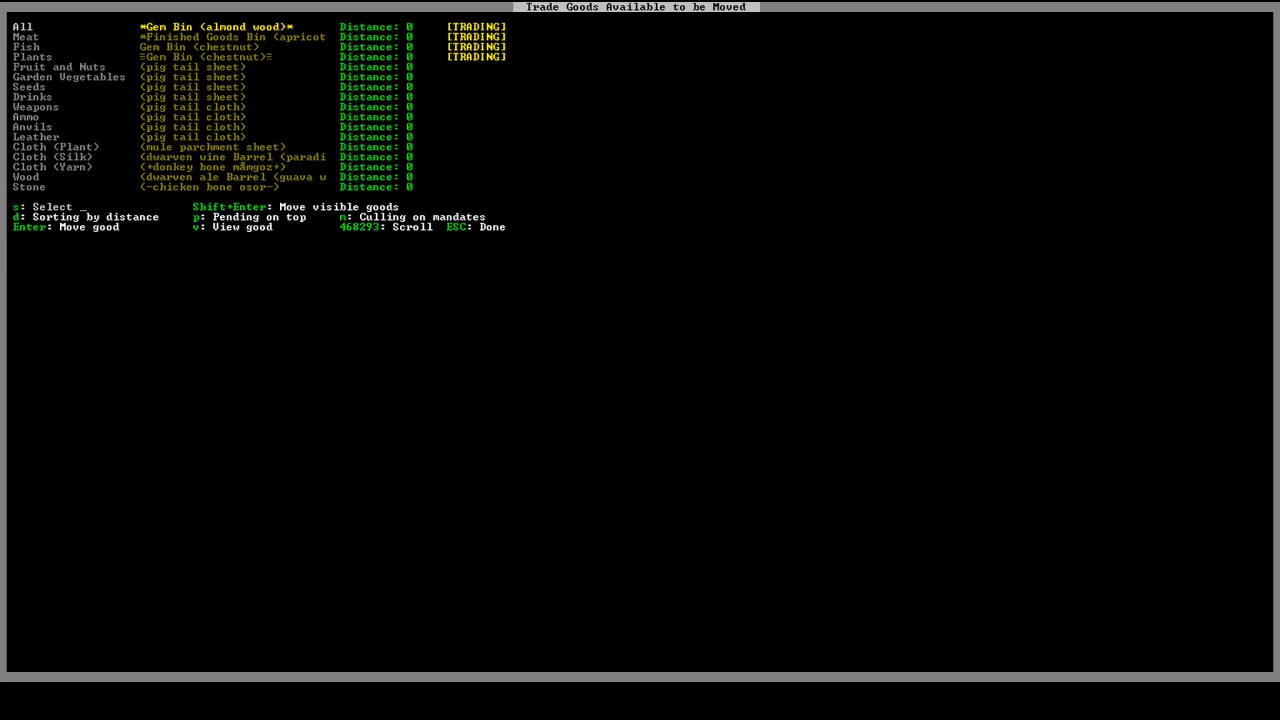 Trade Goods Available to be Moved
All *Gem Bin (almond wood)* Distance: 0 [TRADING]
Meat *Finished Goods Bin (apricot Distance: 0 [TRADING]
Fish Gem Bin (chestnut) Distance: 0 [TRADING]
Plants ≡Gem Bin (chestnut)≡ Distance: 0 [TRADING]
Fruit and Nuts (pig tail sheet) Distance: 0
Garden Vegetables (pig tail sheet) Distance: 0
Seeds (pig tail sheet) Distance: 0
Drinks (pig tail sheet) Distance: 0
Weapons (pig tail cloth) Distance: 0
Ammo (pig tail cloth) Distance: 0
Anvils (pig tail cloth) Distance: 0
Leather (pig tail cloth) Distance: 0
Cloth (Plant) (mule parchment sheet) Distance: 0
Cloth (Silk) (dwarven wine Barrel (paradi Distance: 0
Cloth (Yarn) (+donkey bone måmgoz+) Distance: 0
Wood (dwarven ale Barrel (guava w Distance: 0
Stone (-chicken bone osor-) Distance: 0
s: Select _ Shift+Enter: Move visible goods
d: Sorting by distance p: Pending on top m: Culling on mandates
Enter: Move good v: View good 468293: Scroll ESC: Done